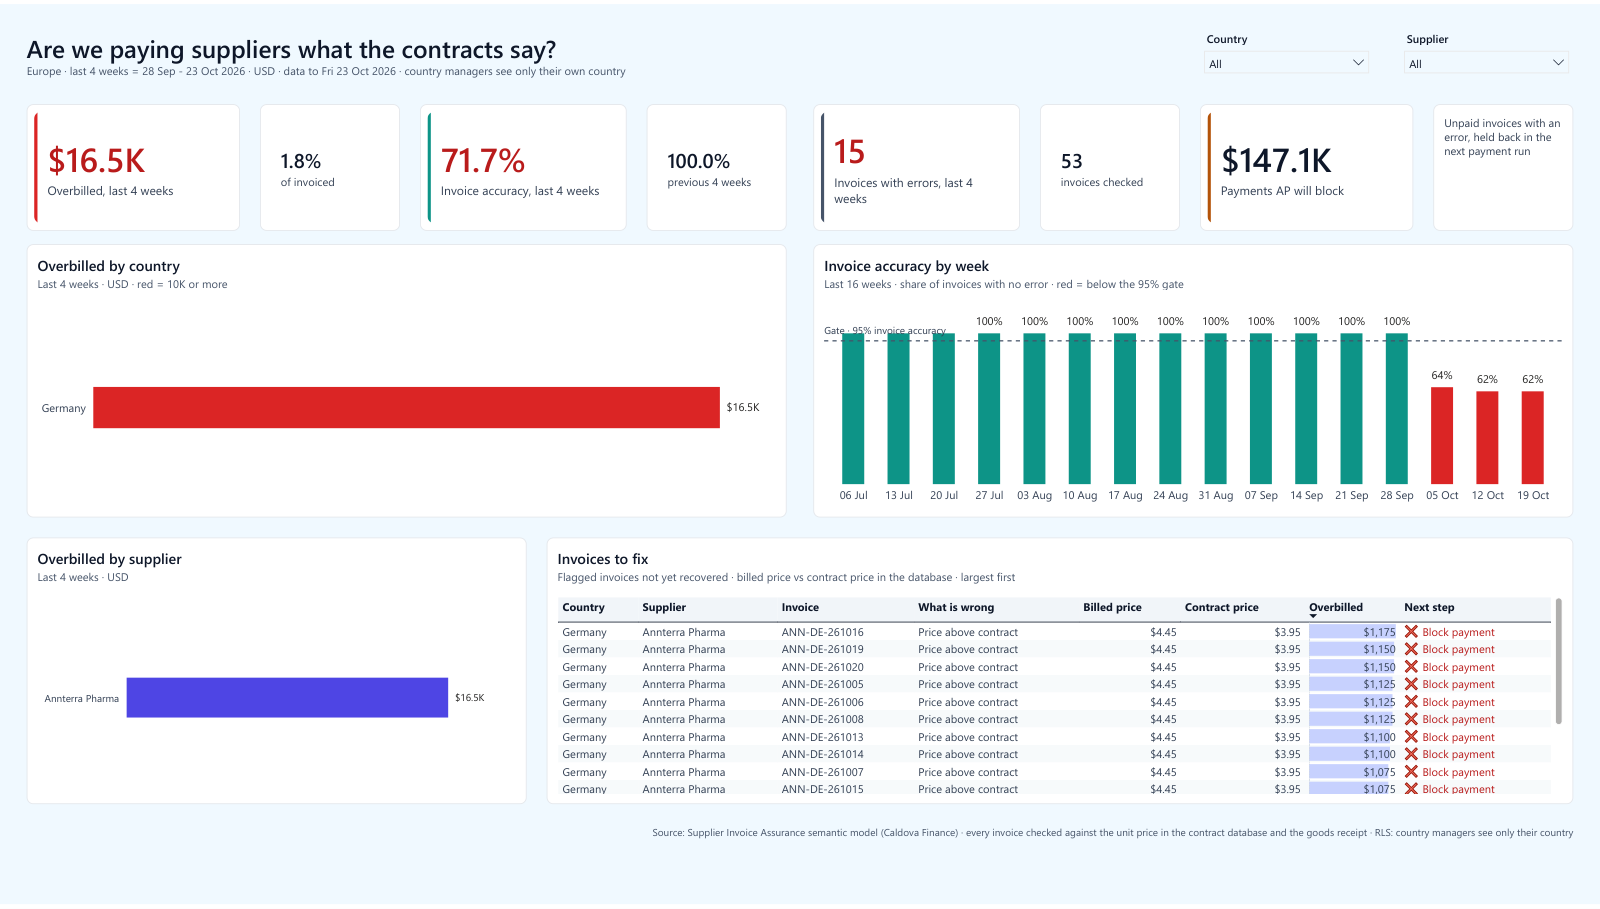 Are we paying suppliers what the contracts say?
Europe · last 4 weeks = 28 Sep - 23 Oct 2026 · USD · data to Fri 23 Oct 2026 · country managers see only their own country
Country
All
Supplier
All
$16.5K
Overbilled, last 4 weeks
1.8%
of invoiced
71.7%
Invoice accuracy, last 4 weeks
100.0%
previous 4 weeks
15
Invoices with errors, last 4
weeks
53
invoices checked
$147.1K
Payments AP will block
Unpaid invoices with an
error, held back in the
next payment run
Overbilled by country
Last 4 weeks · USD · red = 10K or more
Germany $16.5K
Invoice accuracy by week
Last 16 weeks · share of invoices with no error · red = below the 95% gate
Gate · 95% invoice accuracy
100% 100% 100% 100% 100% 100% 100% 100% 100% 100% 64% 62% 62%
06 Jul 13 Jul 20 Jul 27 Jul 03 Aug 10 Aug 17 Aug 24 Aug 31 Aug 07 Sep 14 Sep 21 Sep 28 Sep 05 Oct 12 Oct 19 Oct
Overbilled by supplier
Last 4 weeks · USD
Annterra Pharma $16.5K
Invoices to fix
Flagged invoices not yet recovered · billed price vs contract price in the database · largest first
Country Supplier Invoice What is wrong Billed price Contract price Overbilled Next step
Germany Annterra Pharma ANN-DE-261016 Price above contract $4.45 $3.95 $1,175 Block payment
Germany Annterra Pharma ANN-DE-261019 Price above contract $4.45 $3.95 $1,150 Block payment
Germany Annterra Pharma ANN-DE-261020 Price above contract $4.45 $3.95 $1,150 Block payment
Germany Annterra Pharma ANN-DE-261005 Price above contract $4.45 $3.95 $1,125 Block payment
Germany Annterra Pharma ANN-DE-261006 Price above contract $4.45 $3.95 $1,125 Block payment
Germany Annterra Pharma ANN-DE-261008 Price above contract $4.45 $3.95 $1,125 Block payment
Germany Annterra Pharma ANN-DE-261013 Price above contract $4.45 $3.95 $1,100 Block payment
Germany Annterra Pharma ANN-DE-261014 Price above contract $4.45 $3.95 $1,100 Block payment
Germany Annterra Pharma ANN-DE-261007 Price above contract $4.45 $3.95 $1,075 Block payment
Germany Annterra Pharma ANN-DE-261015 Price above contract $4.45 $3.95 $1,075 Block payment
Source: Supplier Invoice Assurance semantic model (Caldova Finance) · every invoice checked against the unit price in the contract database and the goods receipt · RLS: country managers see only their country